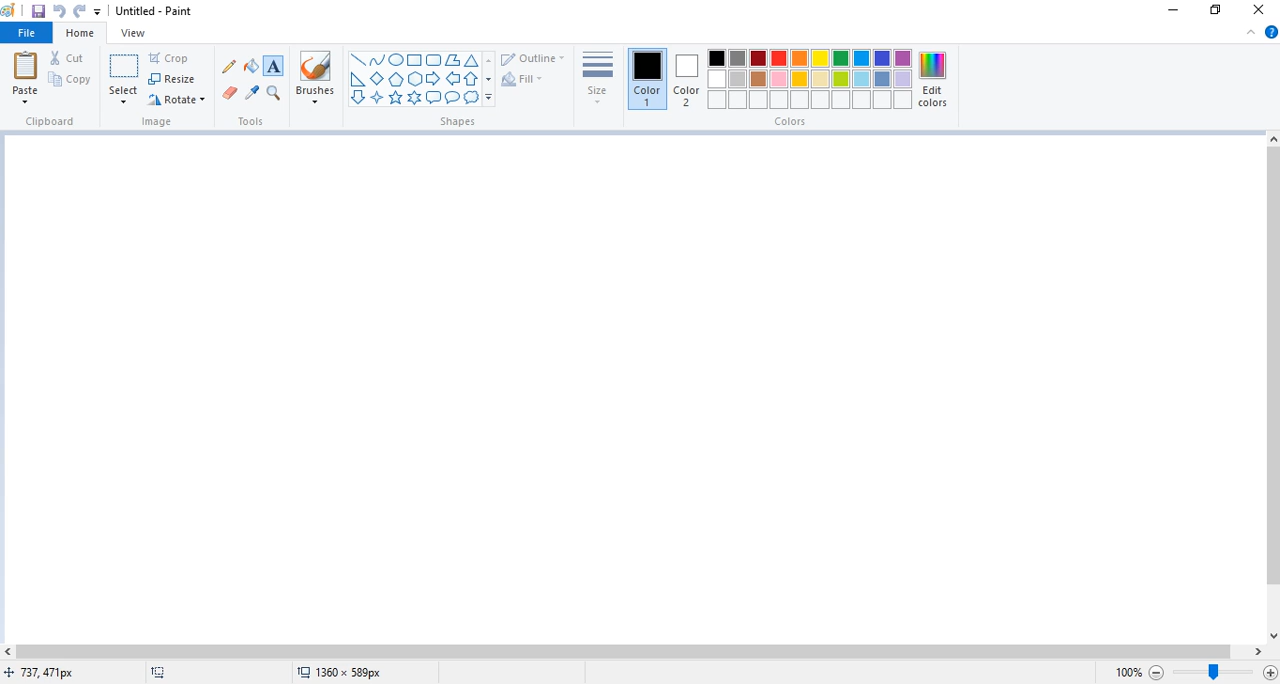 Untitled - Paint
File Home View
Paste
Cut
Copy
Clipboard
Select
Crop
Resize
Rotate
Image
A
Tools
Brushes
Shapes
Outline
Fill
Size
Color 1
Color 2
Colors
Edit colors
?
737, 471px
1360 × 589px
100%